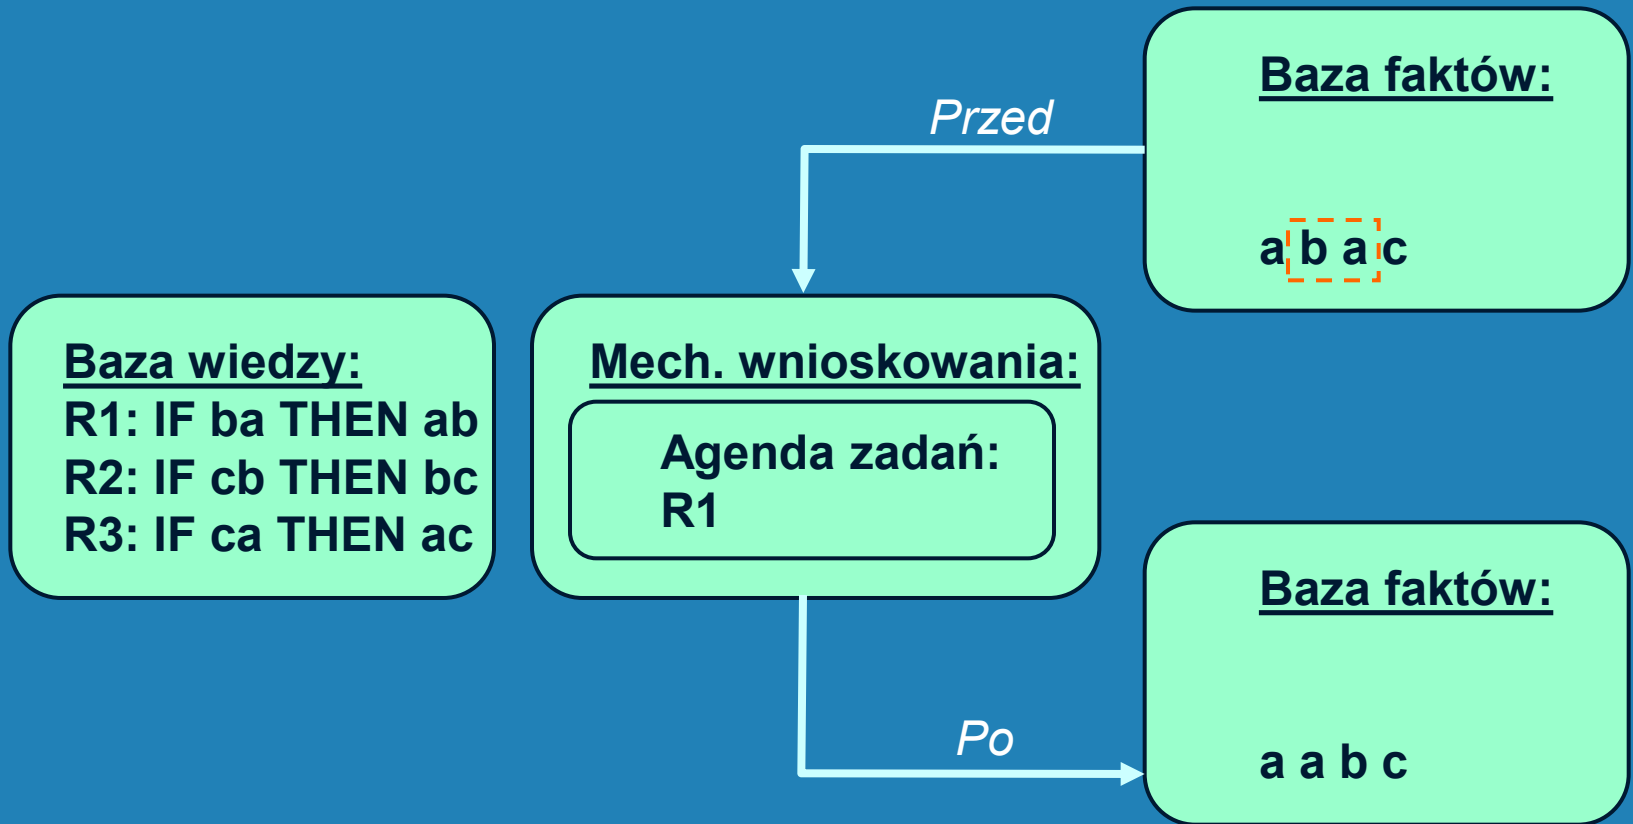 Baza faktów:
Przed
a b a c
Baza wiedzy:
R1: IF ba THEN ab
R2: IF cb THEN bc
R3: IF ca THEN ac
Mech. wnioskowania:
Agenda zadań:
R1
Baza faktów:
Po
a a b c